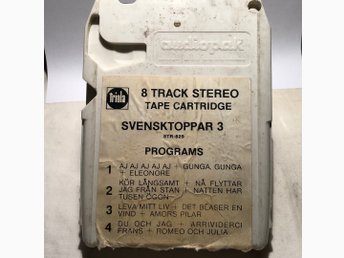 audiopak
Triola
8 TRACK STEREO
TAPE CARTRIDGE
SVENSKTOPPAR 3
8TR-829
PROGRAMS
1 AJ AJ AJ AJ AJ + GUNGA, GUNGA
+ ELEONORE
2 KÖR LÅNGSAMT + NÅ FLYTTAR
JAG FRÅN STAN + NATTEN HAR
TUSEN ÖGON
3 LEVA MITT LIV + DET BLÅSER EN
VIND + AMORS PILAR
4 DU OCH JAG + ARRIVIDERCI
FRANS + ROMEO OCH JULIA